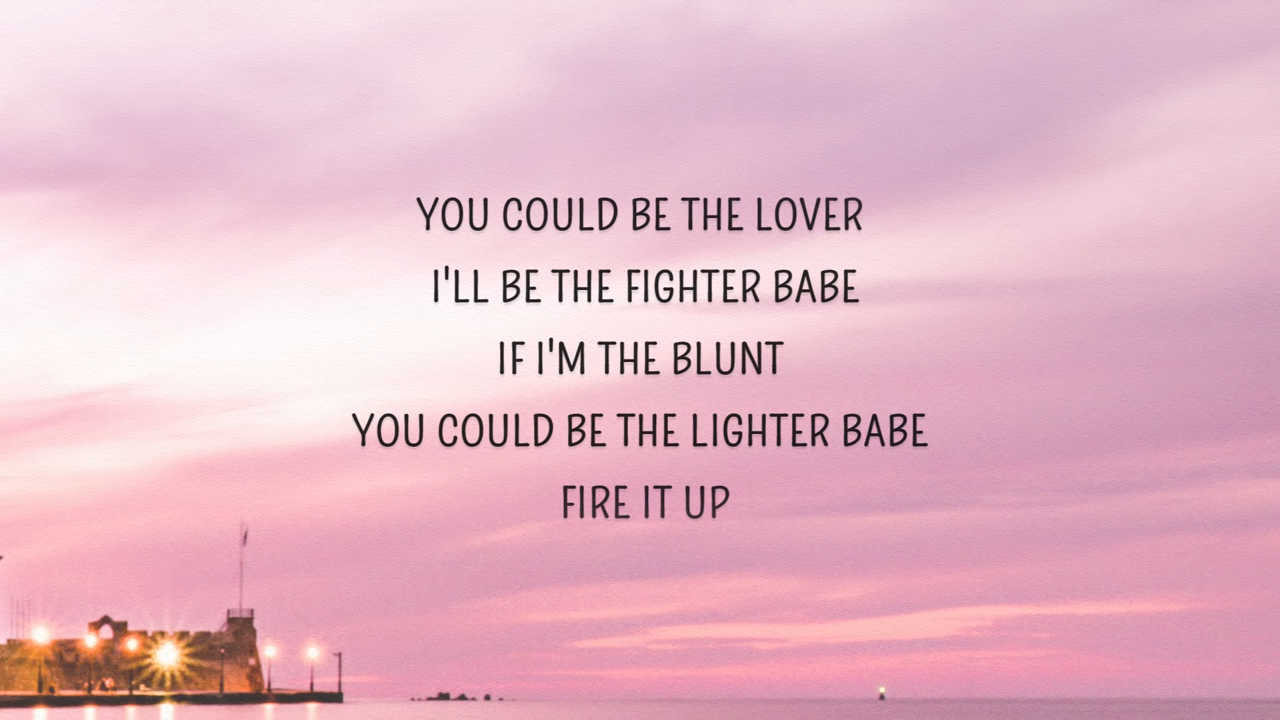 YOU COULD BE THE LOVER
I'LL BE THE FIGHTER BABE
IF I'M THE BLUNT
YOU COULD BE THE LIGHTER BABE
FIRE IT UP